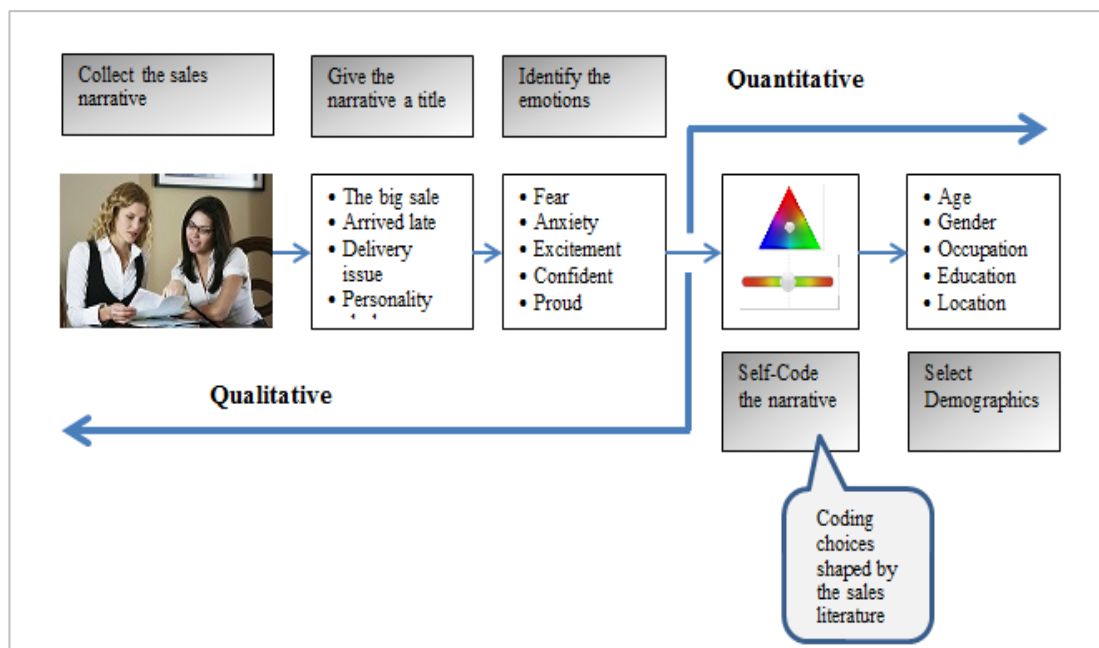 Collect the sales
narrative
Give the
narrative a title
Identify the
emotions
Quantitative
• The big sale
• Arrived late
• Delivery
issue
• Personality
• Fear
• Anxiety
• Excitement
• Confident
• Proud
• Age
• Gender
• Occupation
• Education
• Location
Qualitative
Self-Code
the narrative
Select
Demographics
Coding
choices
shaped by
the sales
literature